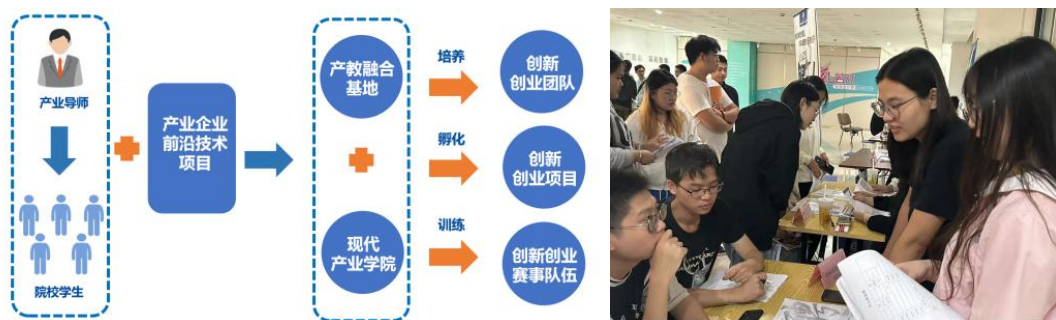 产业导师
院校学生
产业企业
前沿技术
项目
产教融合
基地
现代
产业学院
培养
孵化
训练
创新
创业团队
创新
创业项目
创新创业
赛事队伍